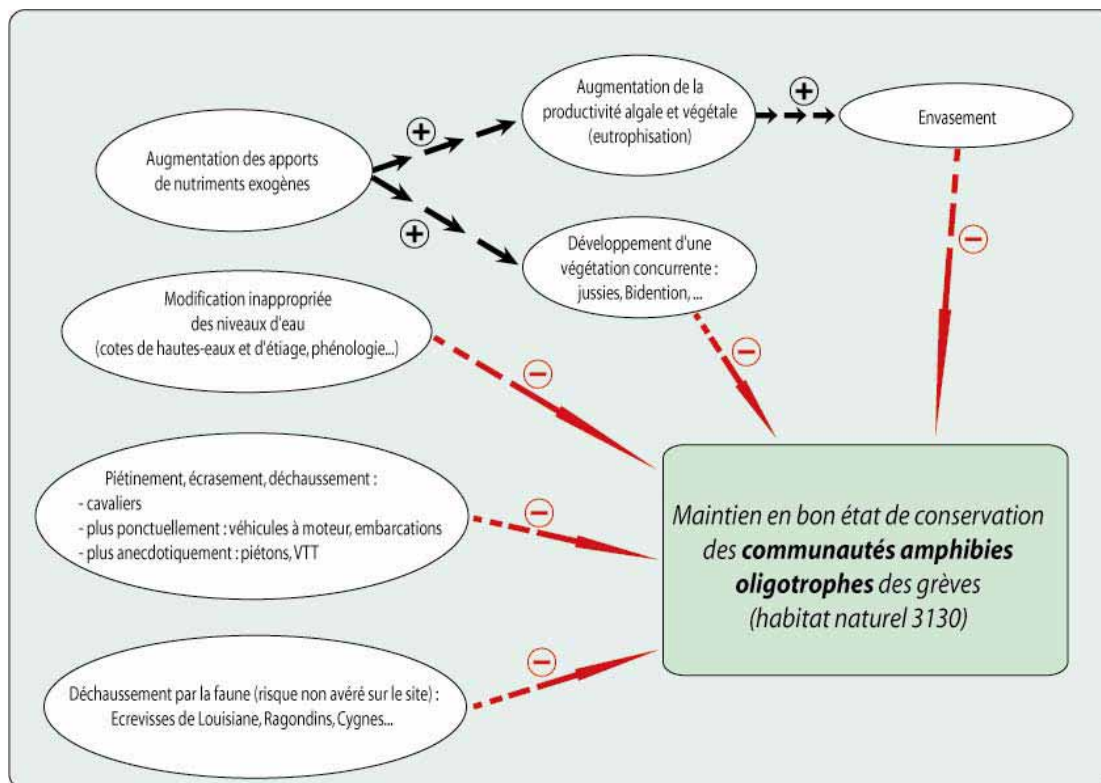 Augmentation de la
productivité algale et végétale
(eutrophisation)
+
Envasement
+
Augmentation des apports
de nutriments exogènes
+
Développement d'une
végétation concurrente :
jussies, Bidention, ...
−
Modification inappropriée
des niveaux d'eau
(cotes de hautes-eaux et d'étiage, phénologie...)
−
−
Piétinement, écrasement, déchaussement :
- cavaliers
- plus ponctuellement : véhicules à moteur, embarcations
- plus anecdotiquement : piétons, VTT
−
Maintien en bon état de conservation
des communautés amphibies
oligotrophes des grèves
(habitat naturel 3130)
−
Déchaussement par la faune (risque non avéré sur le site) :
Ecrevisses de Louisiane, Ragondins, Cygnes...